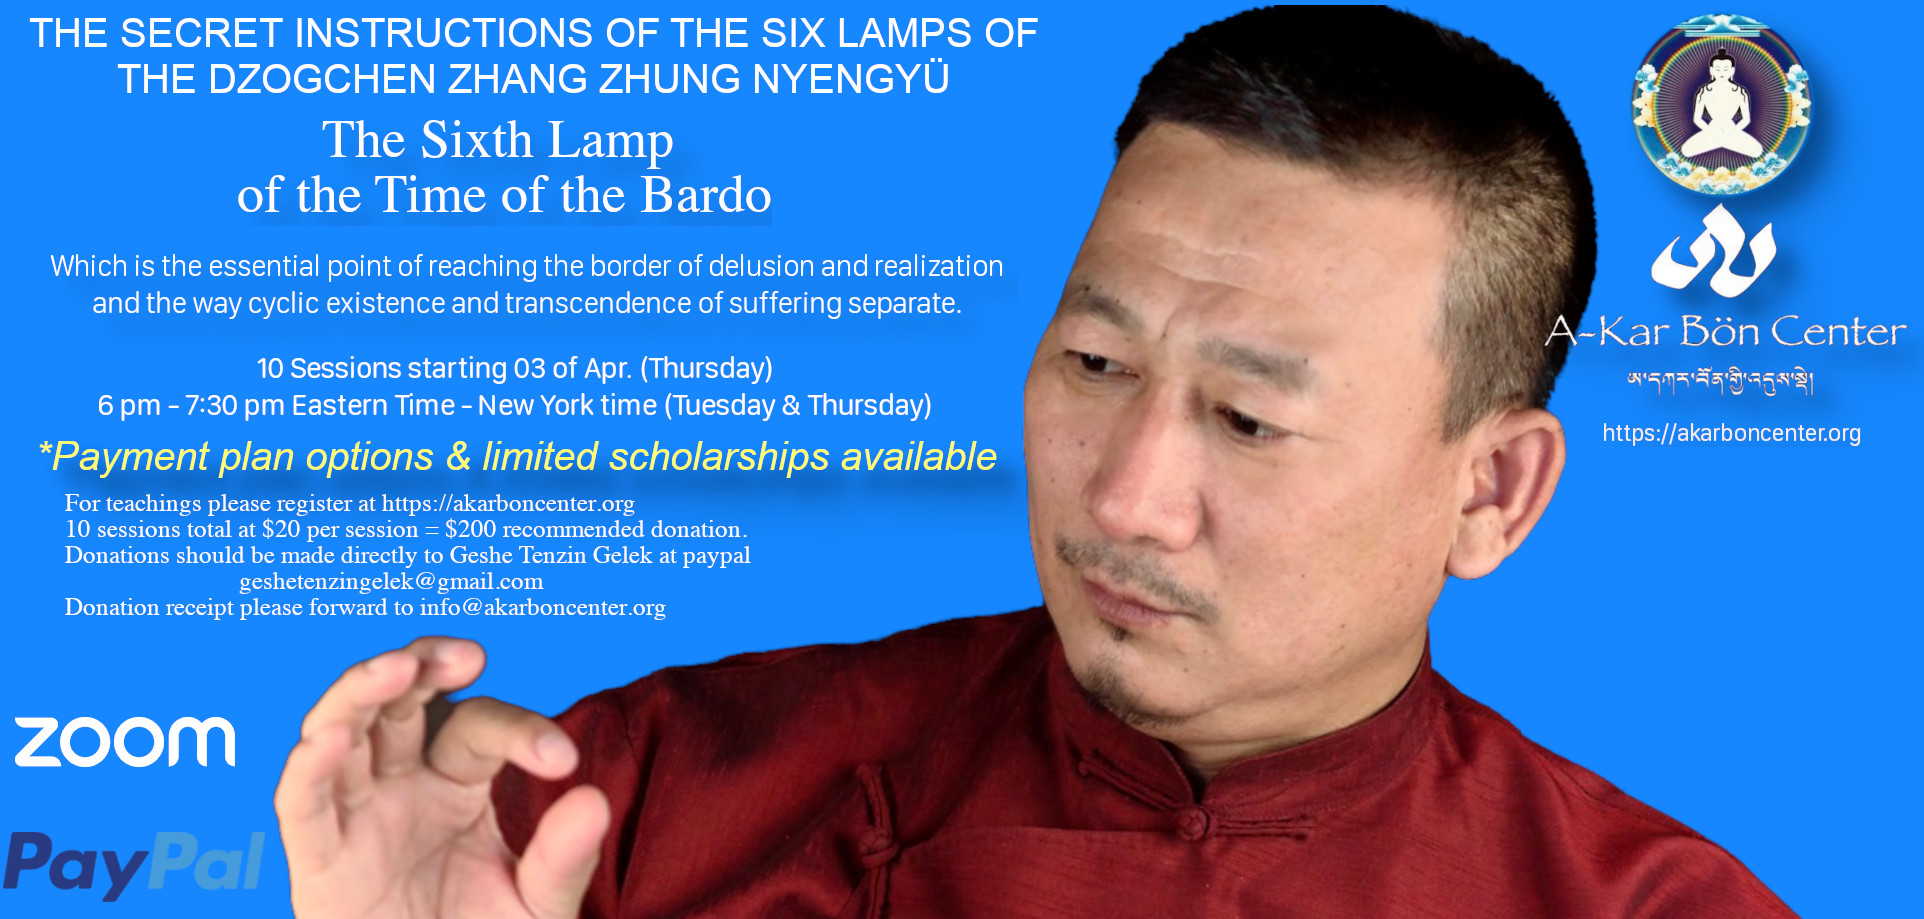 THE SECRET INSTRUCTIONS OF THE SIX LAMPS OF
THE DZOGCHEN ZHANG ZHUNG NYENGYÜ
The Sixth Lamp
of the Time of the Bardo
Which is the essential point of reaching the border of delusion and realization
and the way cyclic existence and transcendence of suffering separate.
10 Sessions starting 03 of Apr. (Thursday)
6 pm - 7:30 pm Eastern Time - New York time (Tuesday & Thursday)
*Payment plan options & limited scholarships available
For teachings please register at https://akarboncenter.org
10 sessions total at $20 per session = $200 recommended donation.
Donations should be made directly to Geshe Tenzin Gelek at paypal
geshetenzingelek@gmail.com
Donation receipt please forward to info@akarboncenter.org
zoom
PayPal
A-Kar Bön Center
ཨ་དཀར་བོན་གྱི་འདུས་སྡེ།
https://akarboncenter.org